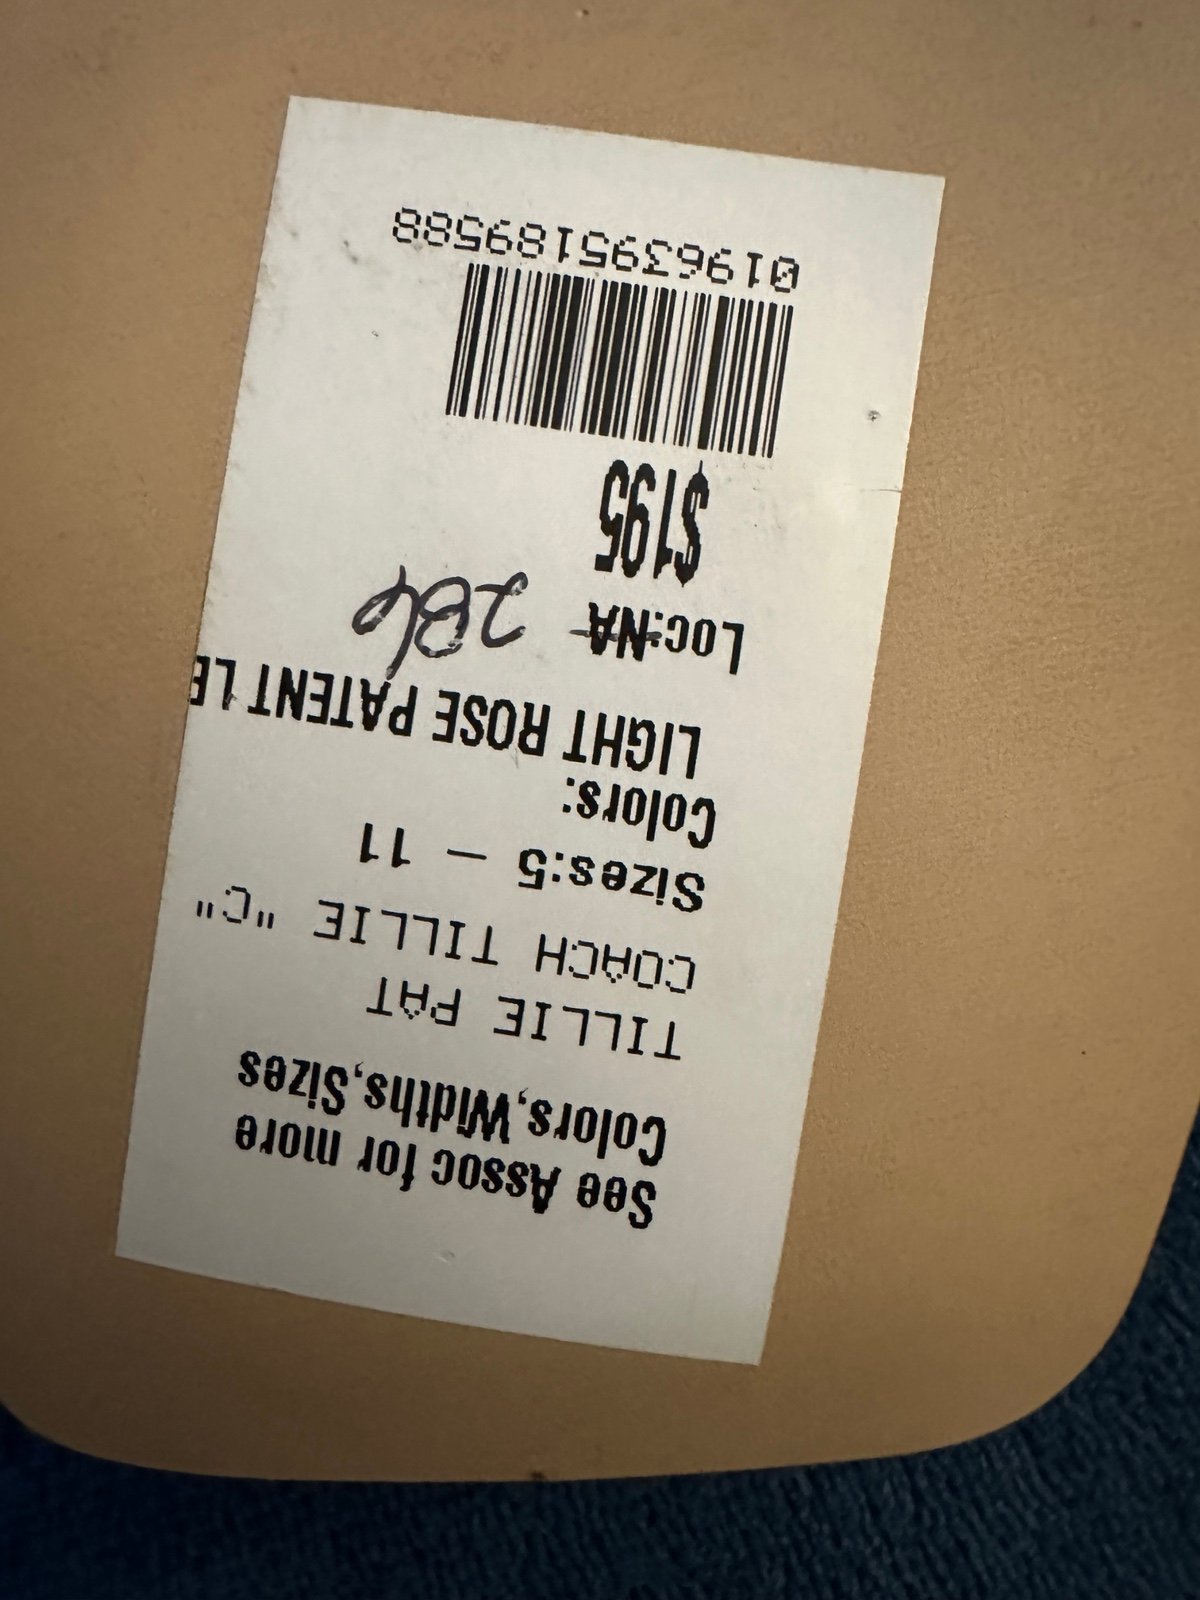 See Assoc for more
Colors,Widths,Sizes
TILLIE PAT
COACH TILLIE "C"
Sizes:5 - 11
Colors:
LIGHT ROSE PATENT LE
Loc:NA 286
$195
0196395189588